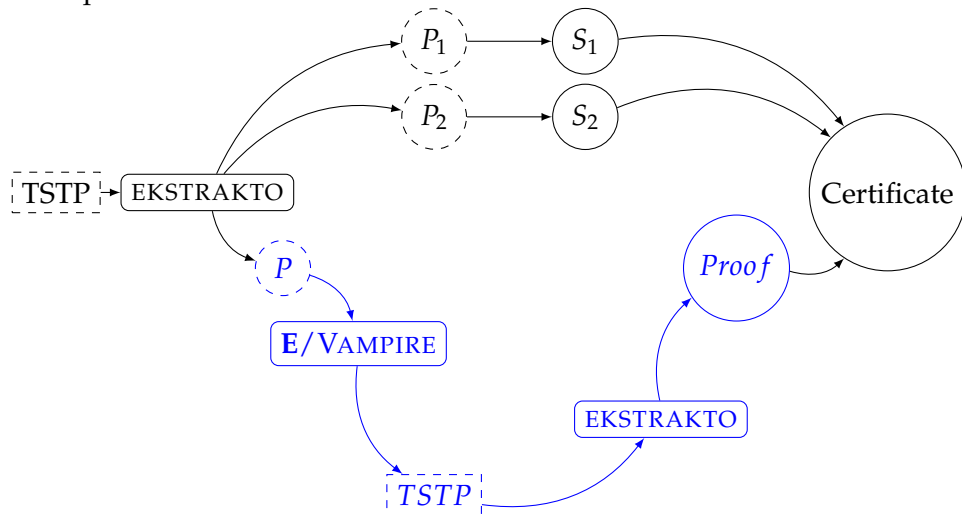 P₁
S₁
P₂
S₂
TSTP
EKSTRAKTO
Certificate
P
Proof
E/VAMPIRE
EKSTRAKTO
TSTP